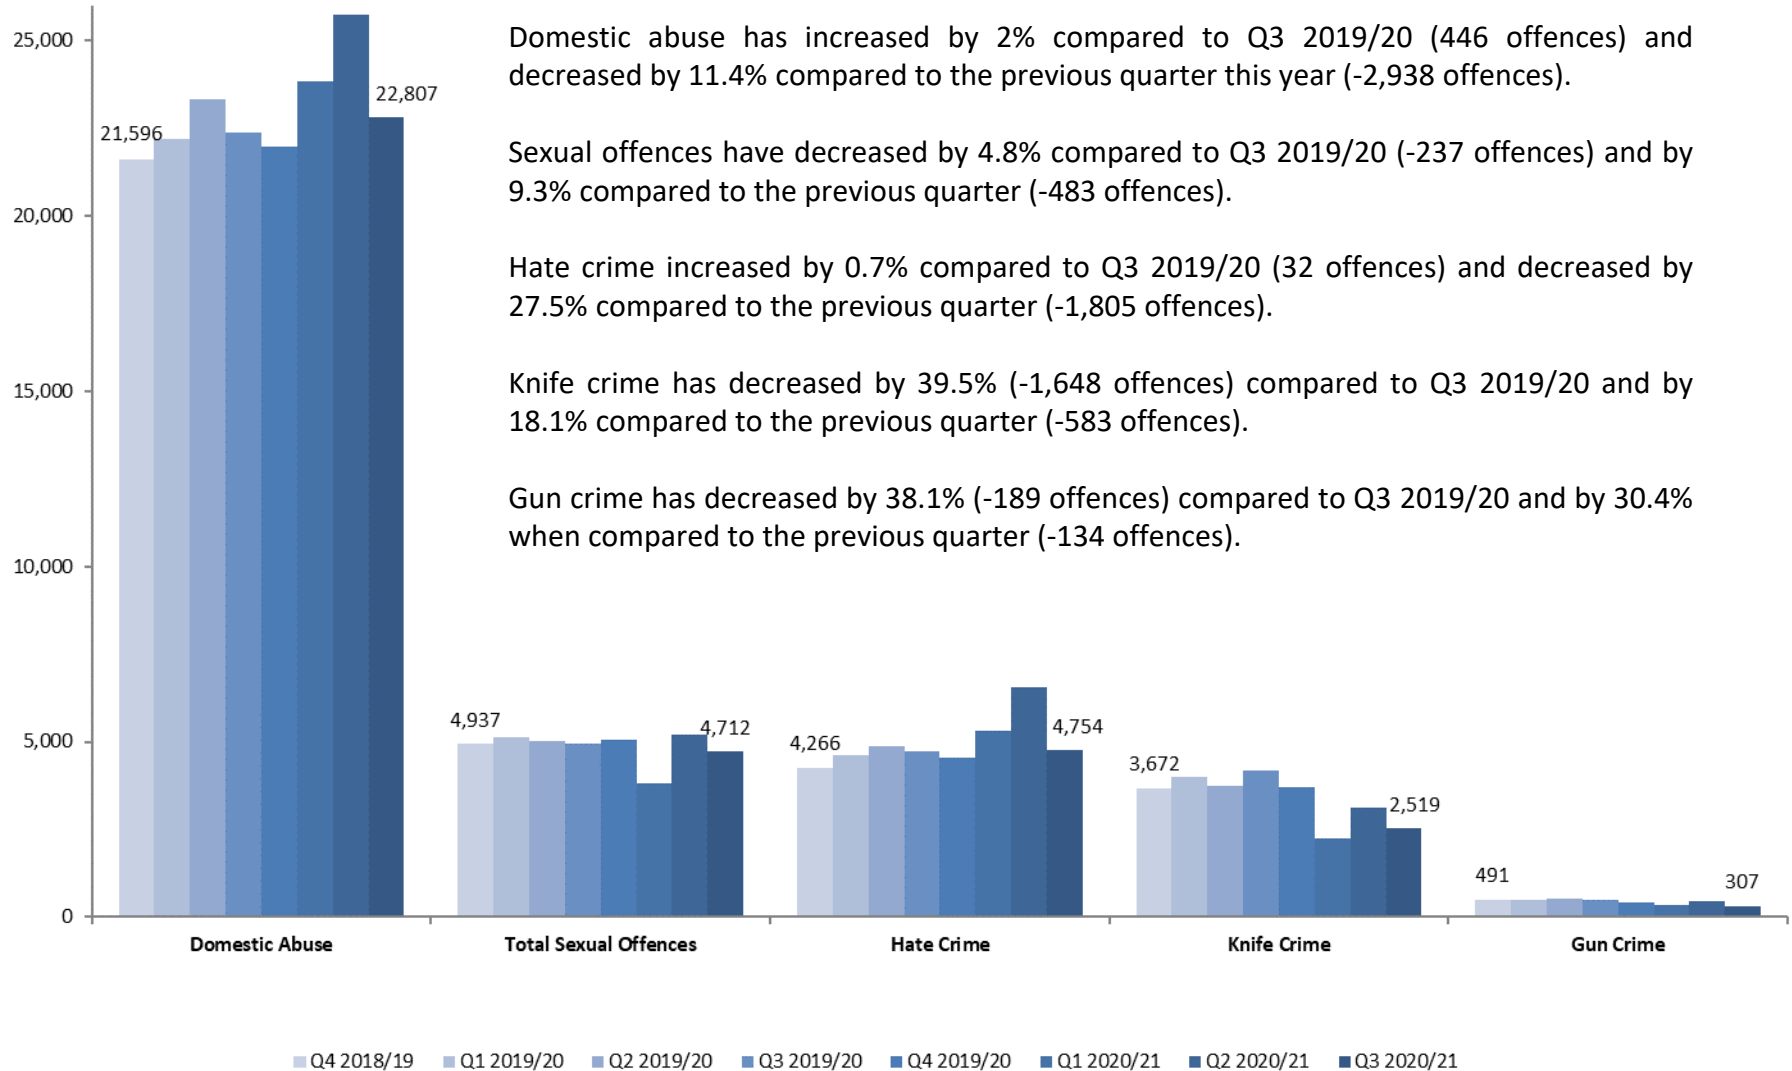 25,000
20,000
15,000
10,000
5,000
0
Domestic abuse has increased by 2% compared to Q3 2019/20 (446 offences) and
decreased by 11.4% compared to the previous quarter this year (-2,938 offences).
Sexual offences have decreased by 4.8% compared to Q3 2019/20 (-237 offences) and by
9.3% compared to the previous quarter (-483 offences).
Hate crime increased by 0.7% compared to Q3 2019/20 (32 offences) and decreased by
27.5% compared to the previous quarter (-1,805 offences).
Knife crime has decreased by 39.5% (-1,648 offences) compared to Q3 2019/20 and by
18.1% compared to the previous quarter (-583 offences).
Gun crime has decreased by 38.1% (-189 offences) compared to Q3 2019/20 and by 30.4%
when compared to the previous quarter (-134 offences).
21,596
22,807
4,937
4,712
4,266
4,754
3,672
2,519
491
307
Domestic Abuse
Total Sexual Offences
Hate Crime
Knife Crime
Gun Crime
Q4 2018/19
Q1 2019/20
Q2 2019/20
Q3 2019/20
Q4 2019/20
Q1 2020/21
Q2 2020/21
Q3 2020/21